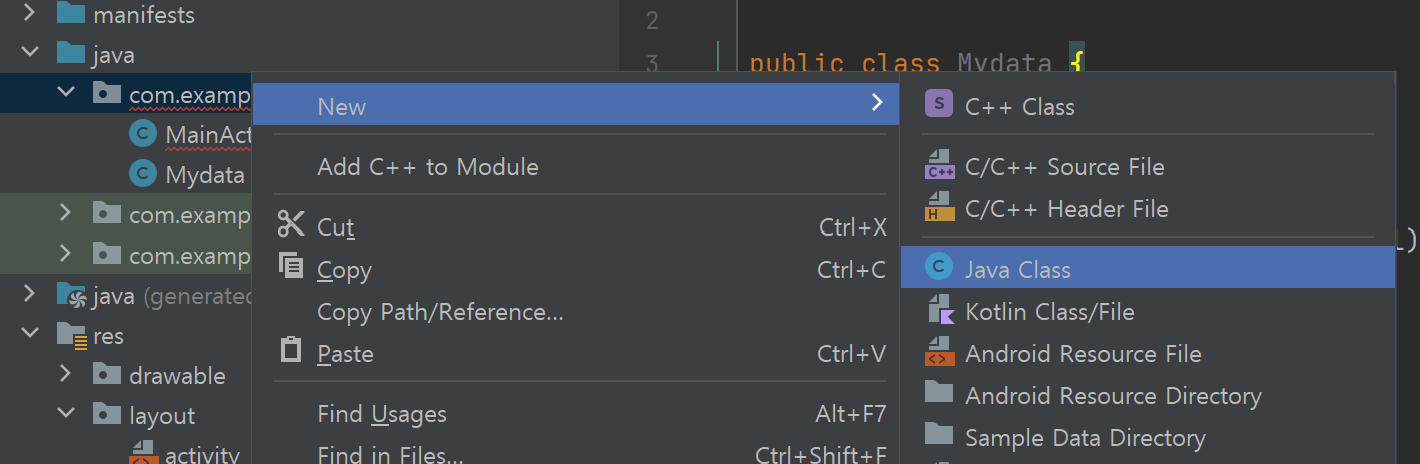 manifests
java
com.examp
MainAct
Mydata
com.examp
com.examp
java (generated
res
drawable
layout
activity
2
3 public class Mydata {
New
Add C++ to Module
Cut Ctrl+X
Copy Ctrl+C
Copy Path/Reference...
Paste Ctrl+V
Find Usages Alt+F7
Find in Files... Ctrl+Shift+F
S C++ Class
C++ C/C++ Source File
H C/C++ Header File
C Java Class
Kotlin Class/File
<> Android Resource File
Android Resource Directory
Sample Data Directory